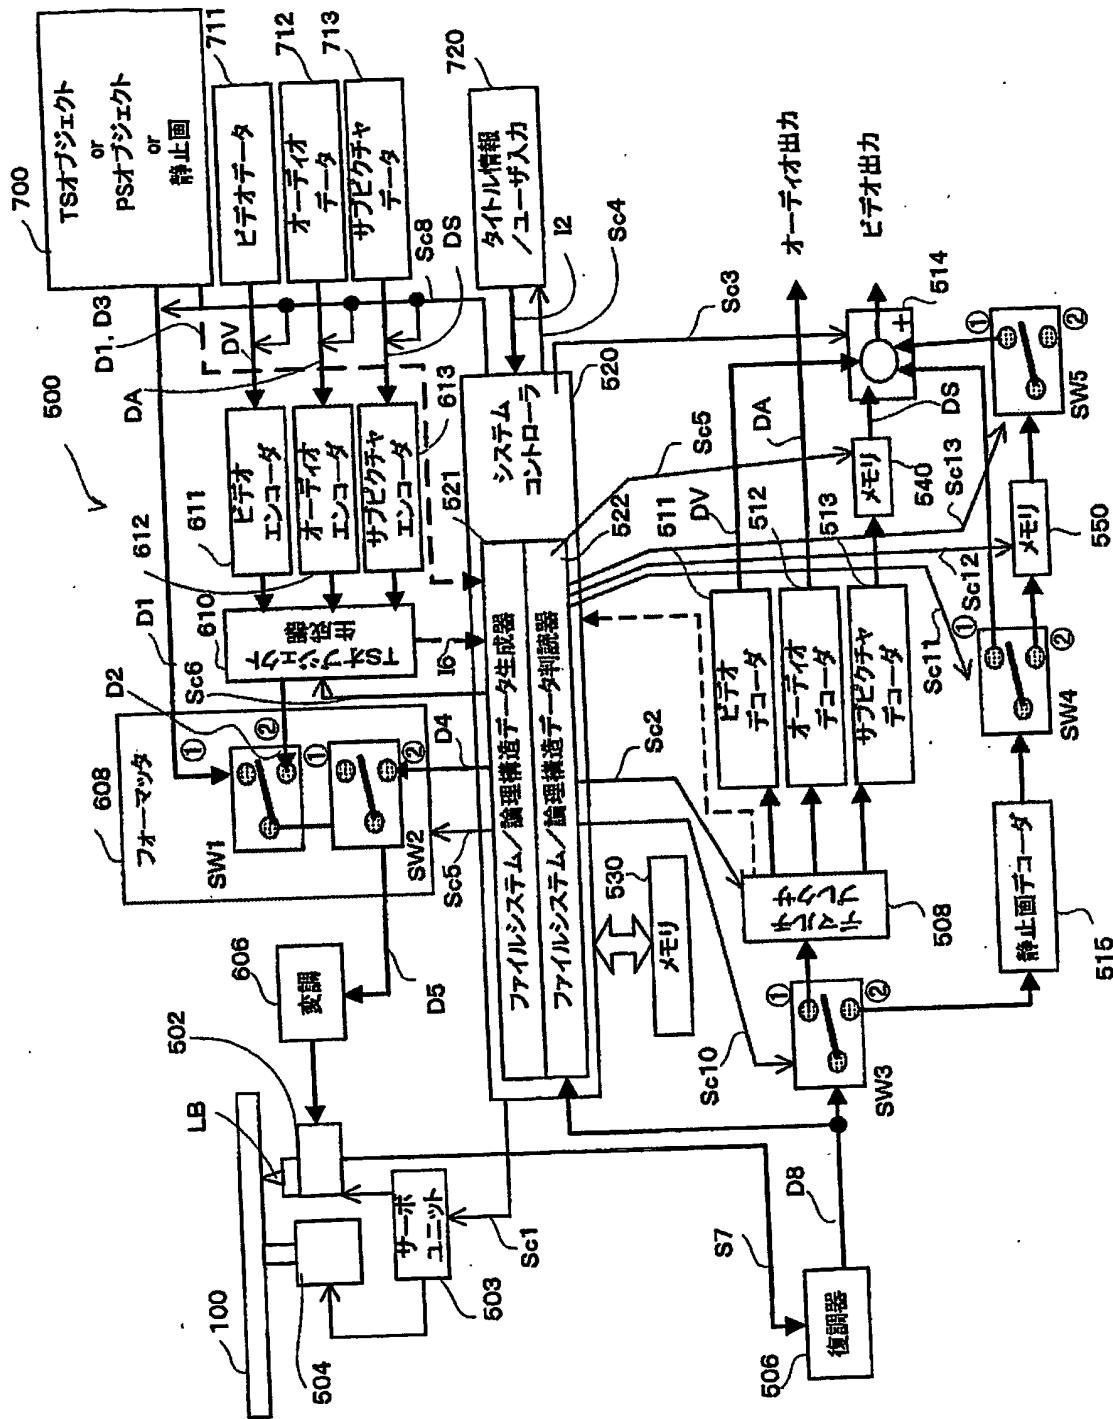 100
LB
502
504
サーボ
ユニット
503
Sc1
606
変調
D5
608
フォーマッタ
SW1
①
②
SW2
①
②
Sc5
D4
D2
D1
500
700
TSオブジェクト
or
PSオブジェクト
or
静止画
D1, D3
711
ビデオデータ
712
オーディオ
データ
713
サブピクチャ
データ
DV
DA
DS
Sc8
610
TSオブジェクト
生成器
Sc6
I6
611
ビデオ
エンコーダ
612
オーディオ
エンコーダ
613
サブピクチャ
エンコーダ
720
タイトル情報
/ユーザ入力
I2
Sc4
520
システム
コントローラ
521
ファイルシステム/論理構造データ生成器
522
ファイルシステム/論理構造データ判読器
530
メモリ
Sc2
Sc10
Sc3
Sc5
S7
506
復調器
D8
SW3
①
②
508
デマルチ
プレクサ
511
ビデオ
デコーダ
512
オーディオ
デコーダ
513
サブピクチャ
デコーダ
DV
DA
540
メモリ
DS
514
+
オーディオ出力
ビデオ出力
515
静止画デコーダ
SW4
①
②
Sc11
Sc12
Sc13
550
メモリ
SW5
①
②